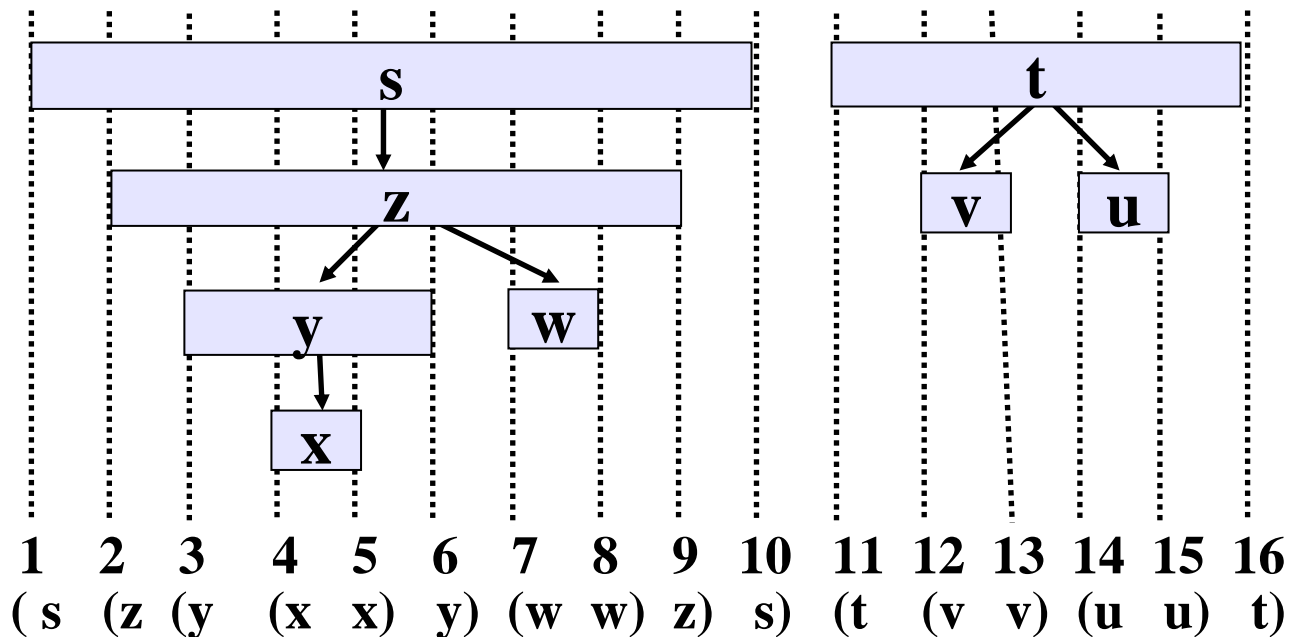 s t
z v u
y w
x
1 2 3 4 5 6 7 8 9 10 11 12 13 14 15 16
( s (z (y (x x) y) (w w) z) s) (t (v v) (u u) t)